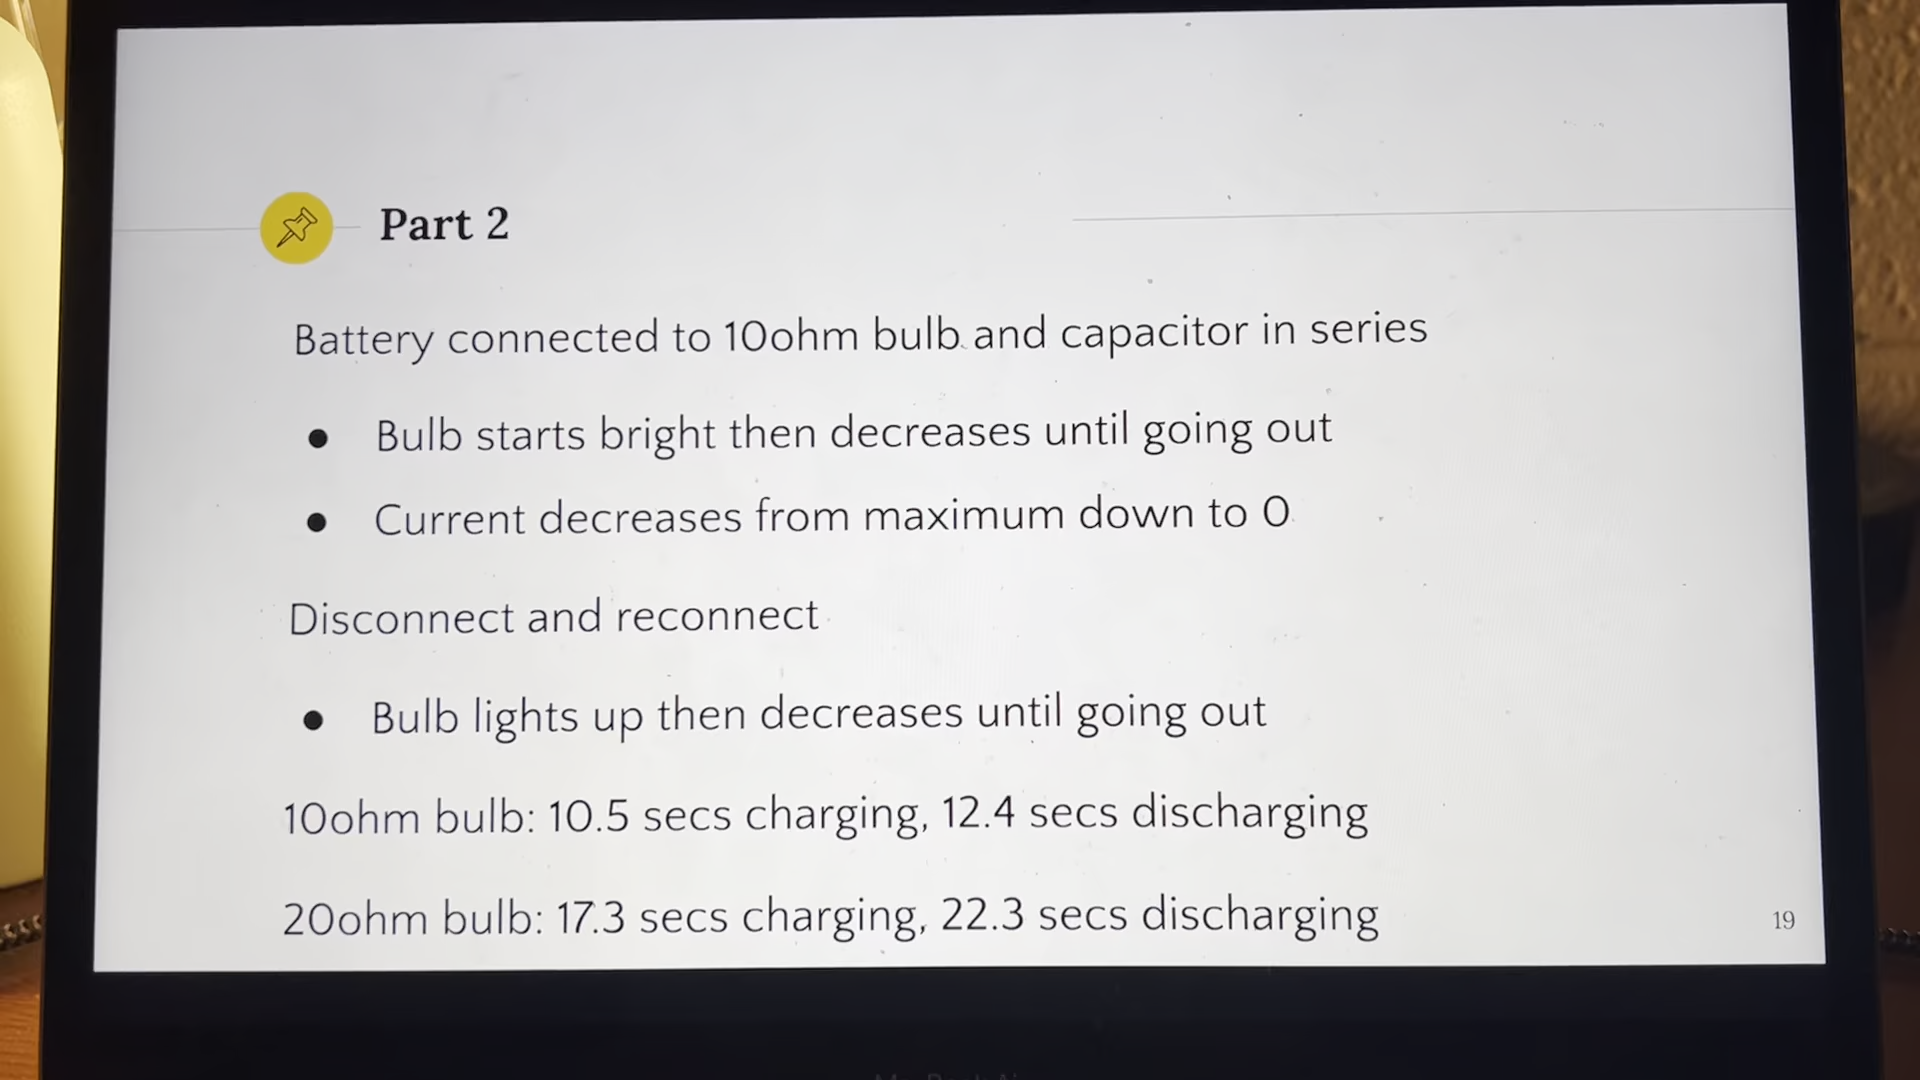 Part 2
Battery connected to 10ohm bulb and capacitor in series
● Bulb starts bright then decreases until going out
● Current decreases from maximum down to 0
Disconnect and reconnect
● Bulb lights up then decreases until going out
10ohm bulb: 10.5 secs charging, 12.4 secs discharging
20ohm bulb: 17.3 secs charging, 22.3 secs discharging
19